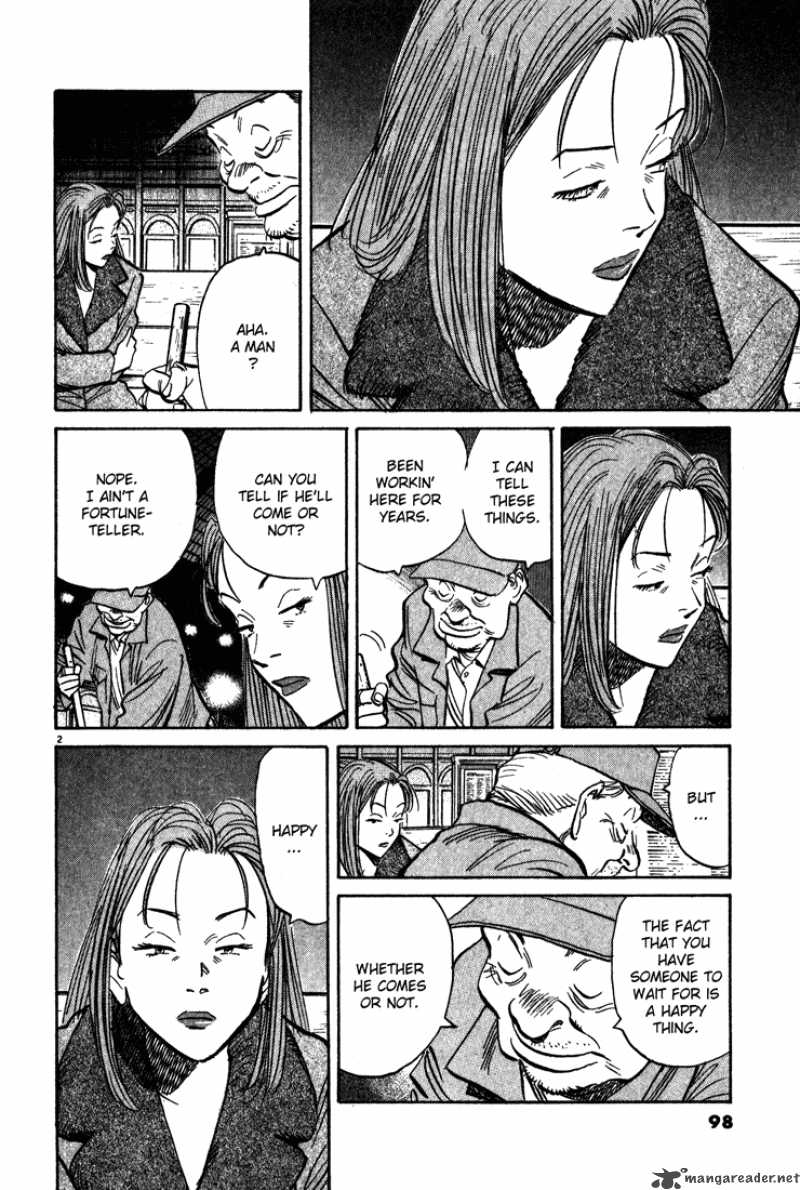 AHA.
A MAN
?
I CAN
TELL
THESE
THINGS.
BEEN
WORKIN'
HERE FOR
YEARS.
CAN YOU
TELL IF HE'LL
COME OR
NOT?
NOPE.
I AIN'T A
FORTUNE-
TELLER.
2
BUT
...
THE FACT
THAT YOU
HAVE
SOMEONE TO
WAIT FOR IS
A HAPPY
THING.
WHETHER
HE COMES
OR NOT.
HAPPY
...
98
mangareader.net